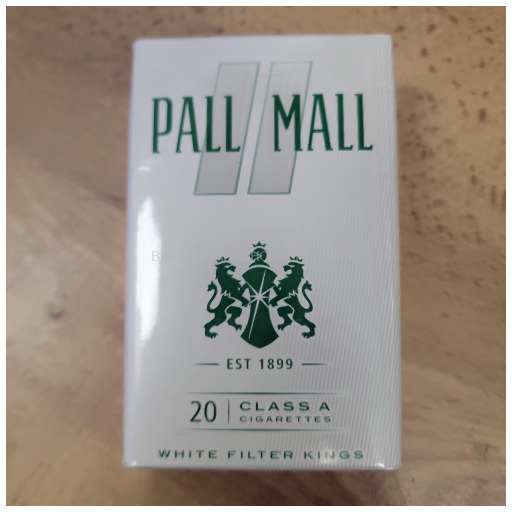 PALL MALL
EST 1899
20 CLASS A
CIGARETTES
WHITE FILTER KINGS